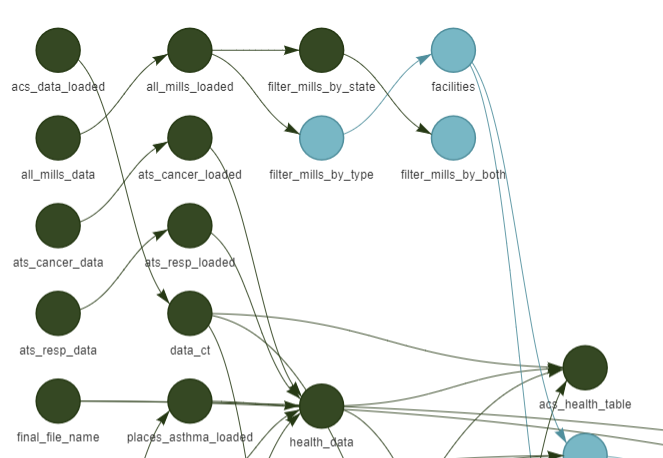 acs_data_loaded
all_mills_loaded
filter_mills_by_state
facilities
all_mills_data
ats_cancer_loaded
filter_mills_by_type
filter_mills_by_both
ats_cancer_data
ats_resp_loaded
ats_resp_data
data_ct
acs_health_table
final_file_name
places_asthma_loaded
health_data